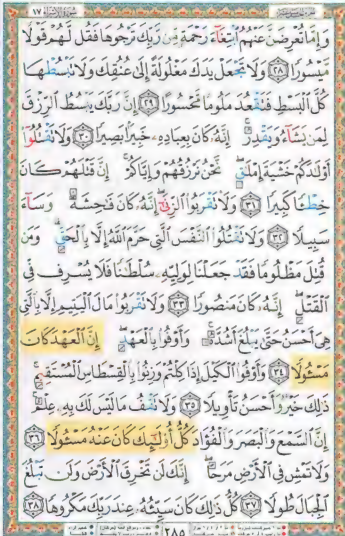 وَإِمَّا تُعْرِضَنَّ عَنْهُمُ ٱبْتِغَآءَ رَحْمَةٍ مِّن رَّبِّكَ تَرْجُوهَا فَقُل لَّهُمْ قَوْلًا
مَّيْسُورًا ٢٨ وَلَا تَجْعَلْ يَدَكَ مَغْلُولَةً إِلَىٰ عُنُقِكَ وَلَا تَبْسُطْهَا
كُلَّ ٱلْبَسْطِ فَتَقْعُدَ مَلُومًا مَّحْسُورًا ٢٩ إِنَّ رَبَّكَ يَبْسُطُ ٱلرِّزْقَ
لِمَن يَشَآءُ وَيَقْدِرُ إِنَّهُۥ كَانَ بِعِبَادِهِۦ خَبِيرًۢا بَصِيرًا ٣٠ وَلَا تَقْتُلُوٓا۟
أَوْلَٰدَكُمْ خَشْيَةَ إِمْلَٰقٍ نَّحْنُ نَرْزُقُهُمْ وَإِيَّاكُمْ إِنَّ قَتْلَهُمْ كَانَ
خِطْـًٔا كَبِيرًا ٣١ وَلَا تَقْرَبُوا۟ ٱلزِّنَىٰٓ إِنَّهُۥ كَانَ فَٰحِشَةً وَسَآءَ
سَبِيلًا ٣٢ وَلَا تَقْتُلُوا۟ ٱلنَّفْسَ ٱلَّتِى حَرَّمَ ٱللَّهُ إِلَّا بِٱلْحَقِّ وَمَن
قُتِلَ مَظْلُومًا فَقَدْ جَعَلْنَا لِوَلِيِّهِۦ سُلْطَٰنًا فَلَا يُسْرِف فِّى
ٱلْقَتْلِ إِنَّهُۥ كَانَ مَنصُورًا ٣٣ وَلَا تَقْرَبُوا۟ مَالَ ٱلْيَتِيمِ إِلَّا بِٱلَّتِى
هِىَ أَحْسَنُ حَتَّىٰ يَبْلُغَ أَشُدَّهُۥ وَأَوْفُوا۟ بِٱلْعَهْدِ إِنَّ ٱلْعَهْدَ كَانَ
مَسْـُٔولًا ٣٤ وَأَوْفُوا۟ ٱلْكَيْلَ إِذَا كِلْتُمْ وَزِنُوا۟ بِٱلْقِسْطَاسِ ٱلْمُسْتَقِيمِ
ذَٰلِكَ خَيْرٌ وَأَحْسَنُ تَأْوِيلًا ٣٥ وَلَا تَقْفُ مَا لَيْسَ لَكَ بِهِۦ عِلْمٌ
إِنَّ ٱلسَّمْعَ وَٱلْبَصَرَ وَٱلْفُؤَادَ كُلُّ أُو۟لَٰٓئِكَ كَانَ عَنْهُ مَسْـُٔولًا ٣٦
وَلَا تَمْشِ فِى ٱلْأَرْضِ مَرَحًا إِنَّكَ لَن تَخْرِقَ ٱلْأَرْضَ وَلَن تَبْلُغَ
ٱلْجِبَالَ طُولًا ٣٧ كُلُّ ذَٰلِكَ كَانَ سَيِّئُهُۥ عِندَ رَبِّكَ مَكْرُوهًا ٣٨
٢٨٥